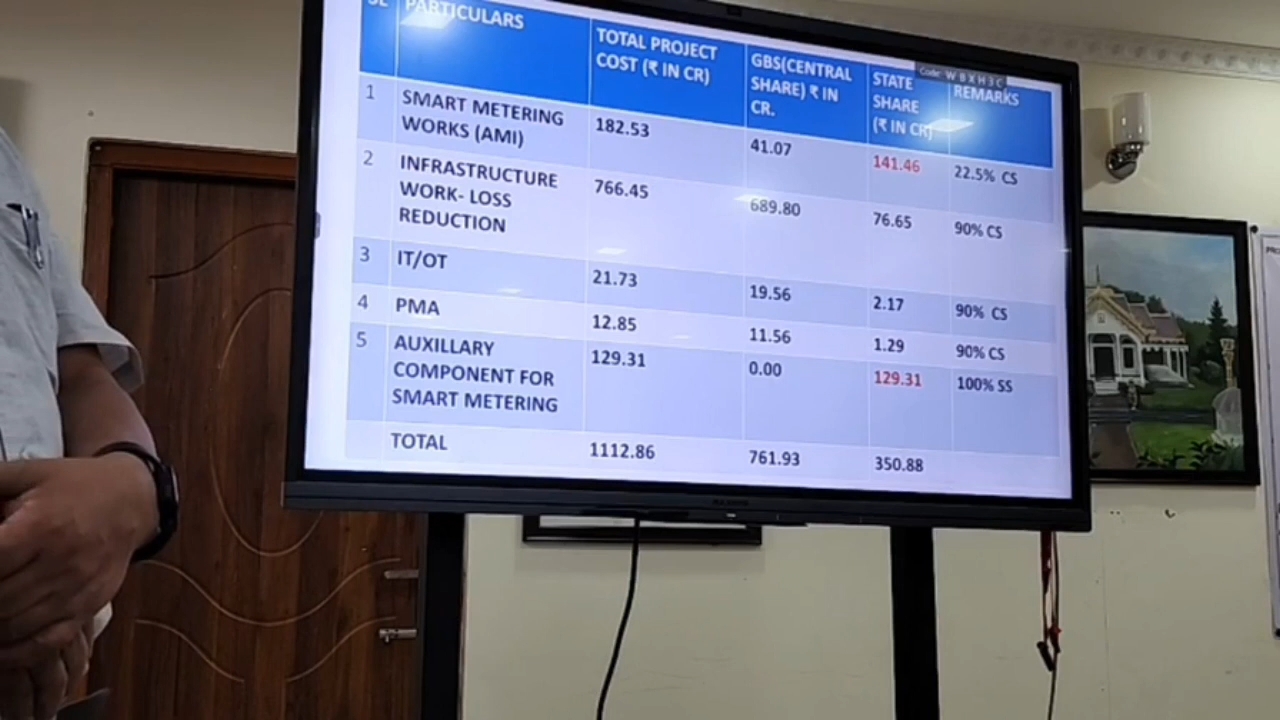 SL PARTICULARS
TOTAL PROJECT
COST (₹ IN CR)
GBS(CENTRAL
SHARE) ₹ IN
CR.
STATE
SHARE
(₹ IN CR)
Code: W B X H 3 C
REMARKS
1 SMART METERING
WORKS (AMI)
182.53
41.07
141.46
22.5% CS
2 INFRASTRUCTURE
WORK- LOSS
REDUCTION
766.45
689.80
76.65
90% CS
3 IT/OT
21.73
19.56
2.17
90% CS
4 PMA
12.85
11.56
1.29
90% CS
5 AUXILLARY
COMPONENT FOR
SMART METERING
129.31
0.00
129.31
100% SS
TOTAL
1112.86
761.93
350.88